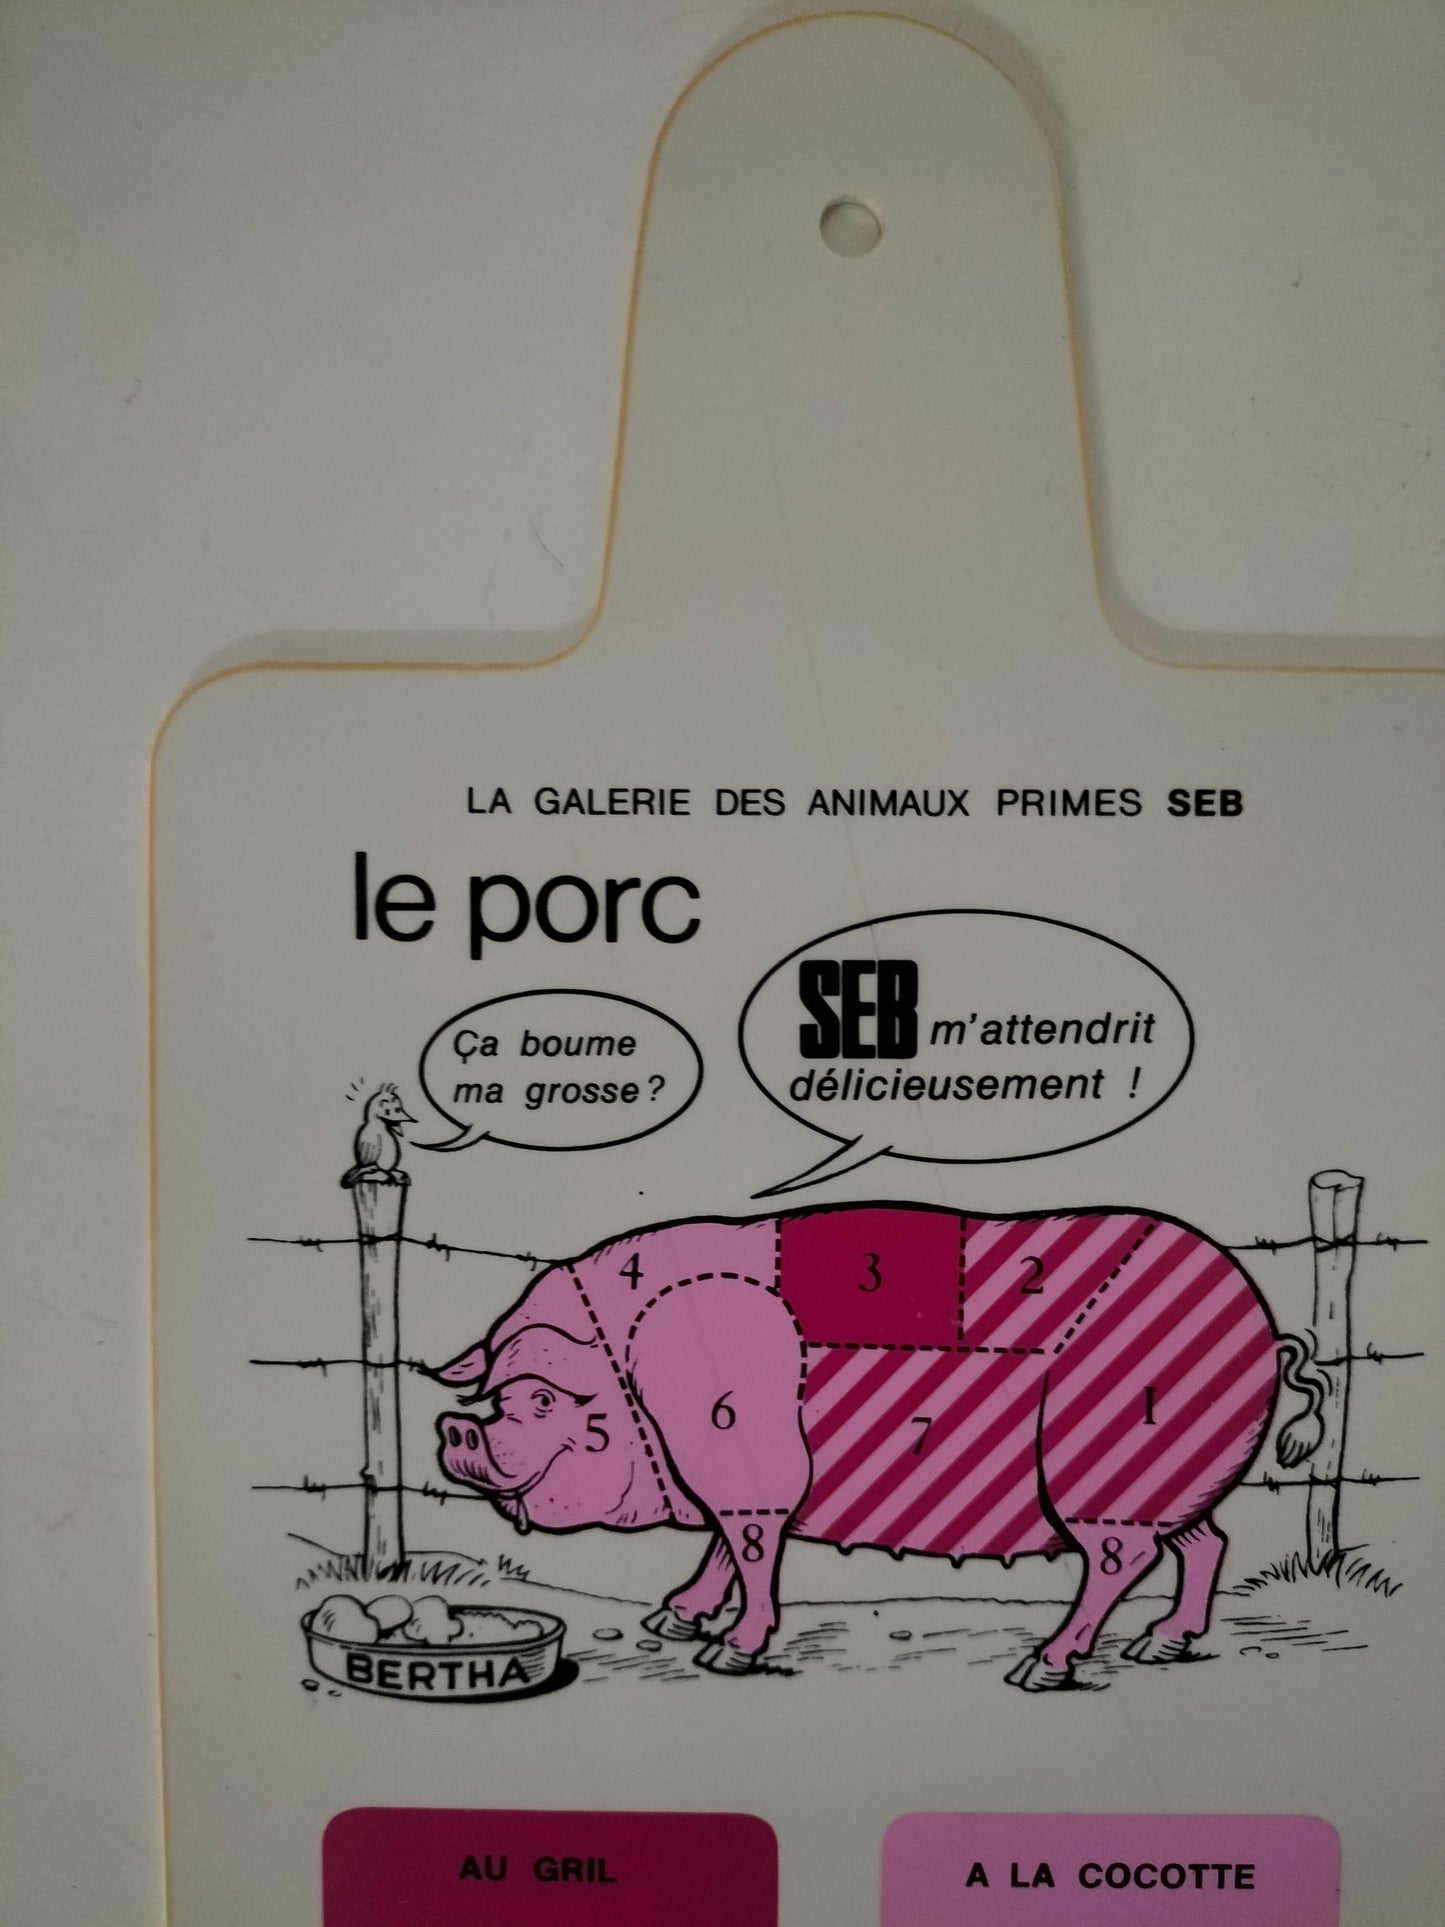 LA GALERIE DES ANIMAUX PRIMES SEB
le porc
Ça boume
ma grosse ?
SEB m'attendrit
délicieusement !
4
3
2
1
5
6
7
8
8
BERTHA
AU GRIL
A LA COCOTTE